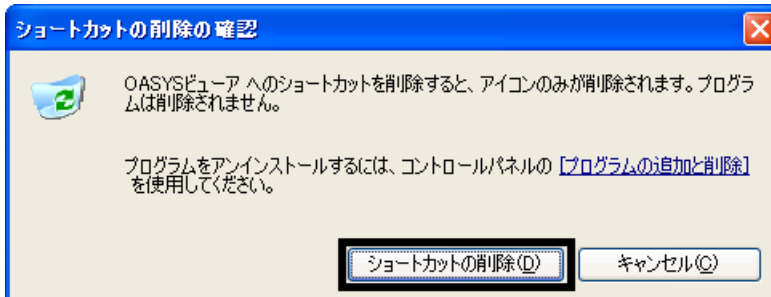 ショートカットの削除の確認
OASYSビューア へのショートカットを削除すると、アイコンのみが削除されます。プログラ
ムは削除されません。
プログラムをアンインストールするには、コントロールパネルの [プログラムの追加と削除]
を使用してください。
ショートカットの削除(D) キャンセル(C)